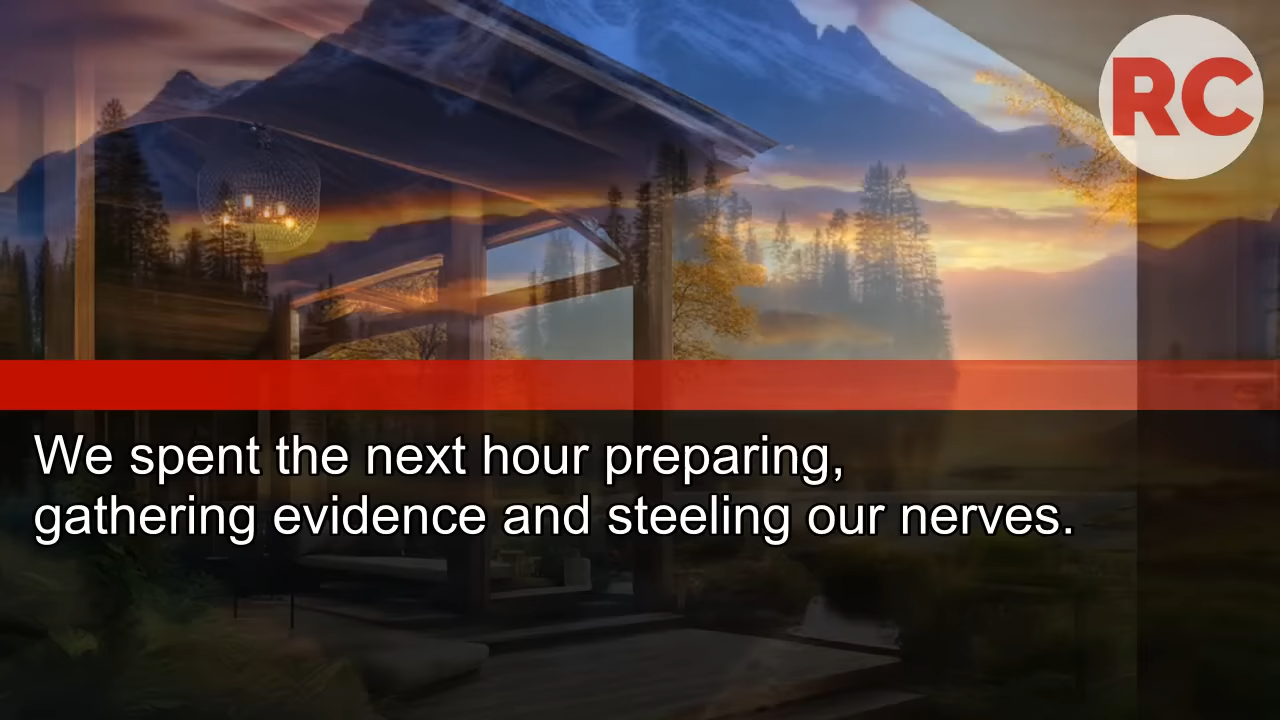 RC
We spent the next hour preparing,
gathering evidence and steeling our nerves.